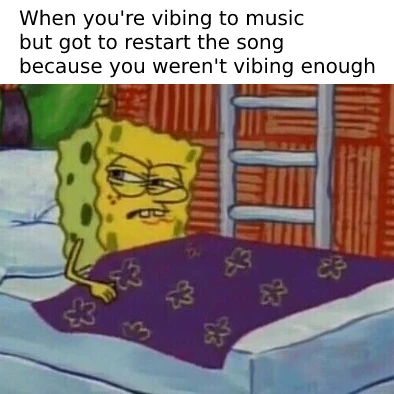 When you're vibing to music
but got to restart the song
because you weren't vibing enough